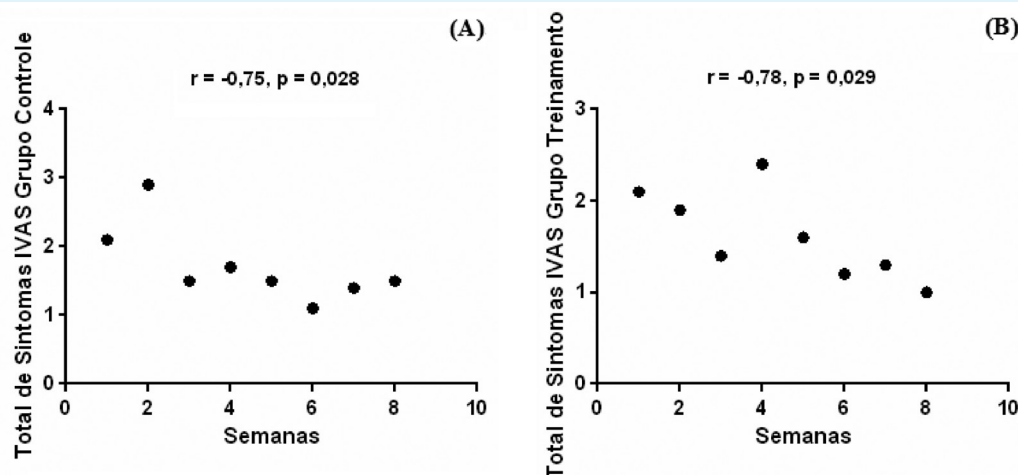 (A)
r = -0,75, p = 0,028
Total de Sintomas IVAS Grupo Controle
4
3
2
1
0
0 2 4 6 8 10
Semanas
(B)
r = -0,78, p = 0,029
Total de Sintomas IVAS Grupo Treinamento
3
2
1
0
0 2 4 6 8 10
Semanas